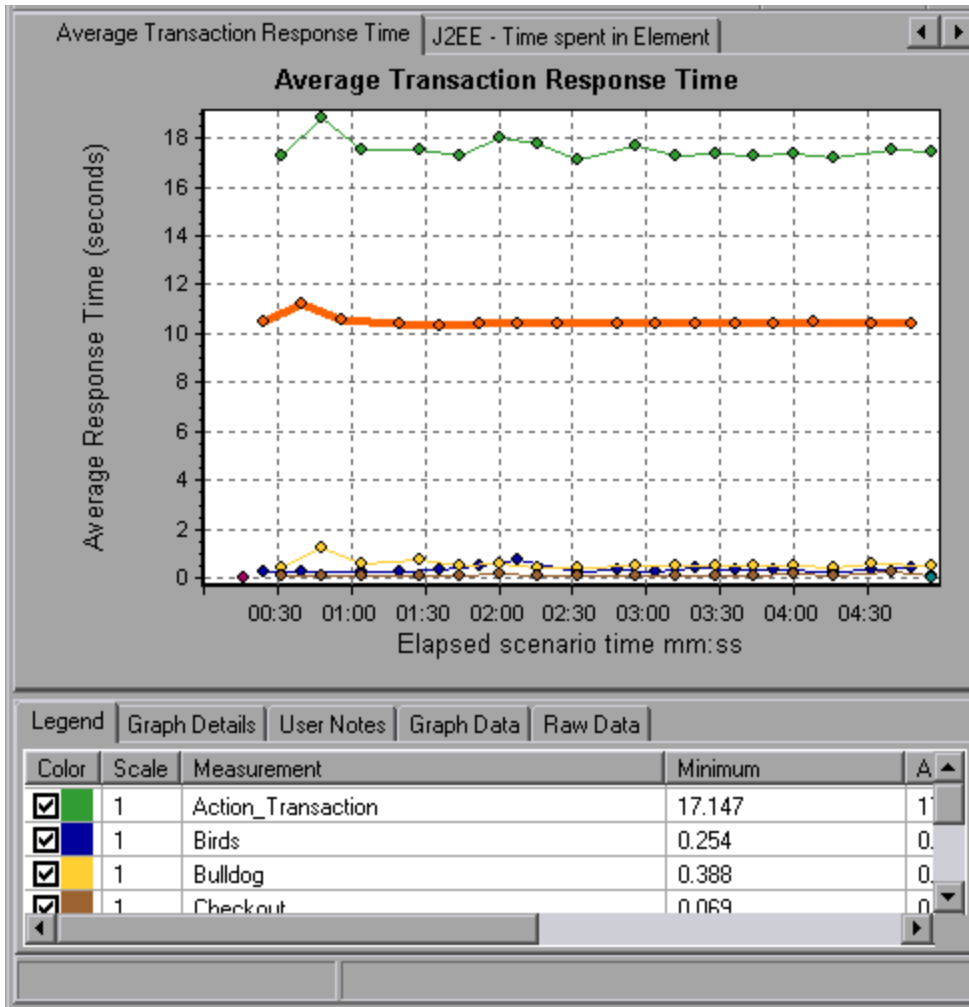 Average Transaction Response Time J2EE - Time spent in Element
Average Transaction Response Time
Average Response Time (seconds)
18
16
14
12
10
8
6
4
2
0
00:30 01:00 01:30 02:00 02:30 03:00 03:30 04:00 04:30
Elapsed scenario time mm:ss
Legend Graph Details User Notes Graph Data Raw Data
Color Scale Measurement Minimum A
1 Action_Transaction 17.147 17
1 Birds 0.254 0.
1 Bulldog 0.388 0.
1 Checkout 0.069 0